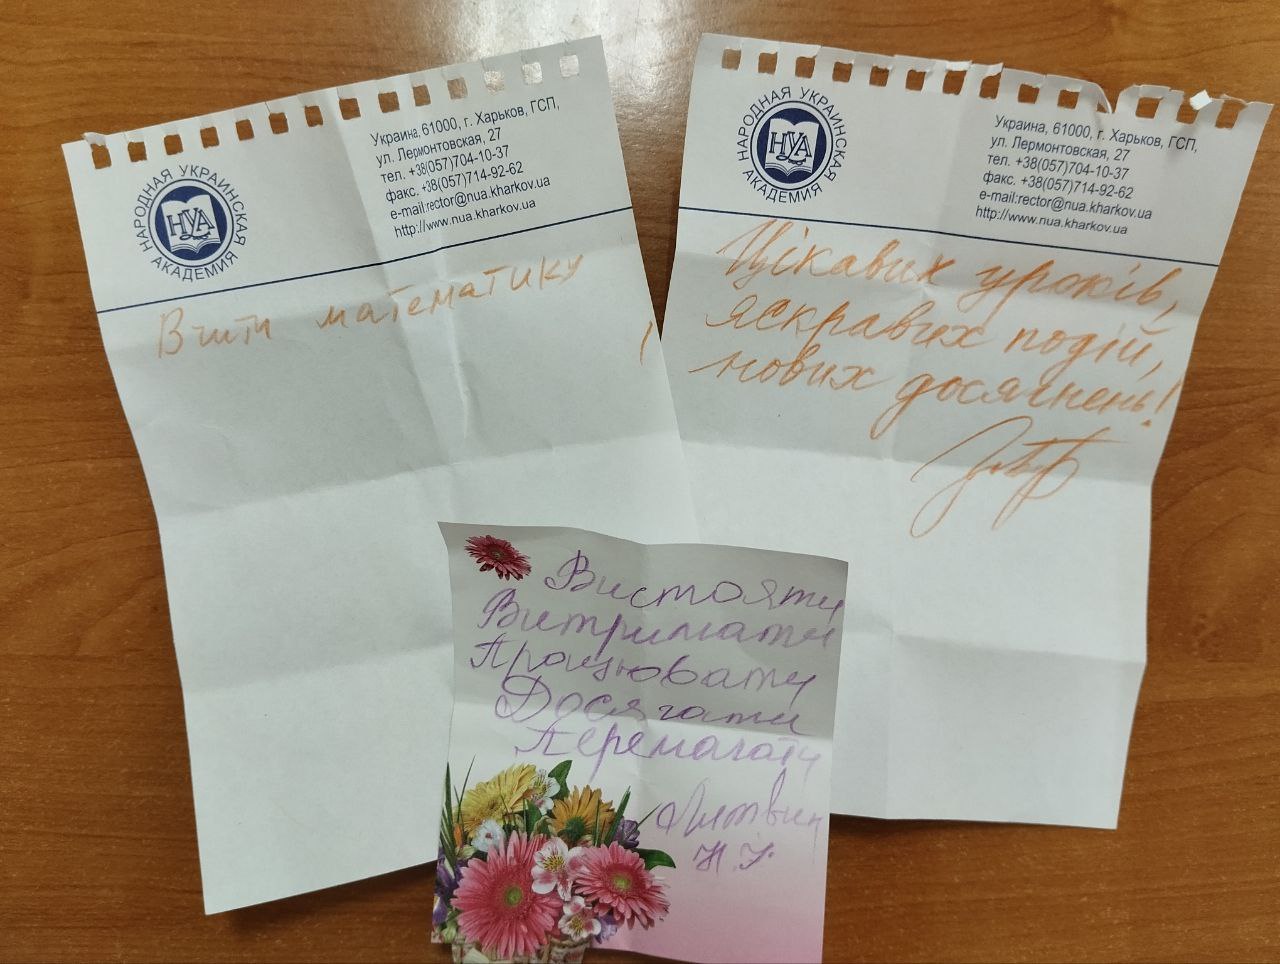 НАРОДНАЯ УКРАИНСКАЯ АКАДЕМИЯ
НУА
Украина, 61000, г. Харьков, ГСП,
ул. Лермонтовская, 27
тел. +38(057)704-10-37
факс. +38(057)714-92-62
e-mail:rector@nua.kharkov.ua
http://www.nua.kharkov.ua
Вчити математику
!
НАРОДНАЯ УКРАИНСКАЯ АКАДЕМИЯ
НУА
Украина, 61000, г. Харьков, ГСП,
ул. Лермонтовская, 27
тел. +38(057)704-10-37
факс. +38(057)714-92-62
e-mail:rector@nua.kharkov.ua
http://www.nua.kharkov.ua
Цікавих уроків,
яскравих подій,
нових досягнень!
Вистояти
Витримати
Працювати
Досягати
Перемагати
Литвин
Н.У.